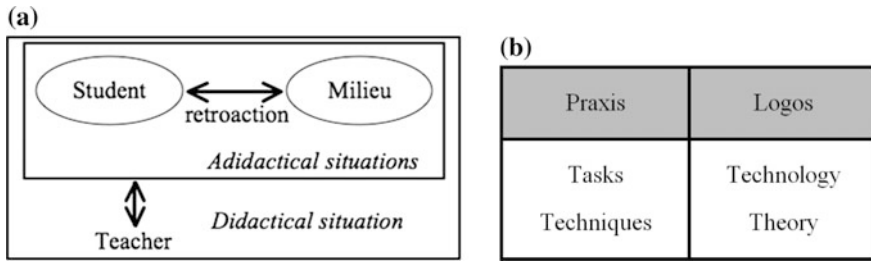 (a)
Student
Milieu
retroaction
Adidactical situations
Didactical situation
Teacher
(b)
Praxis
Logos
Tasks
Technology
Techniques
Theory